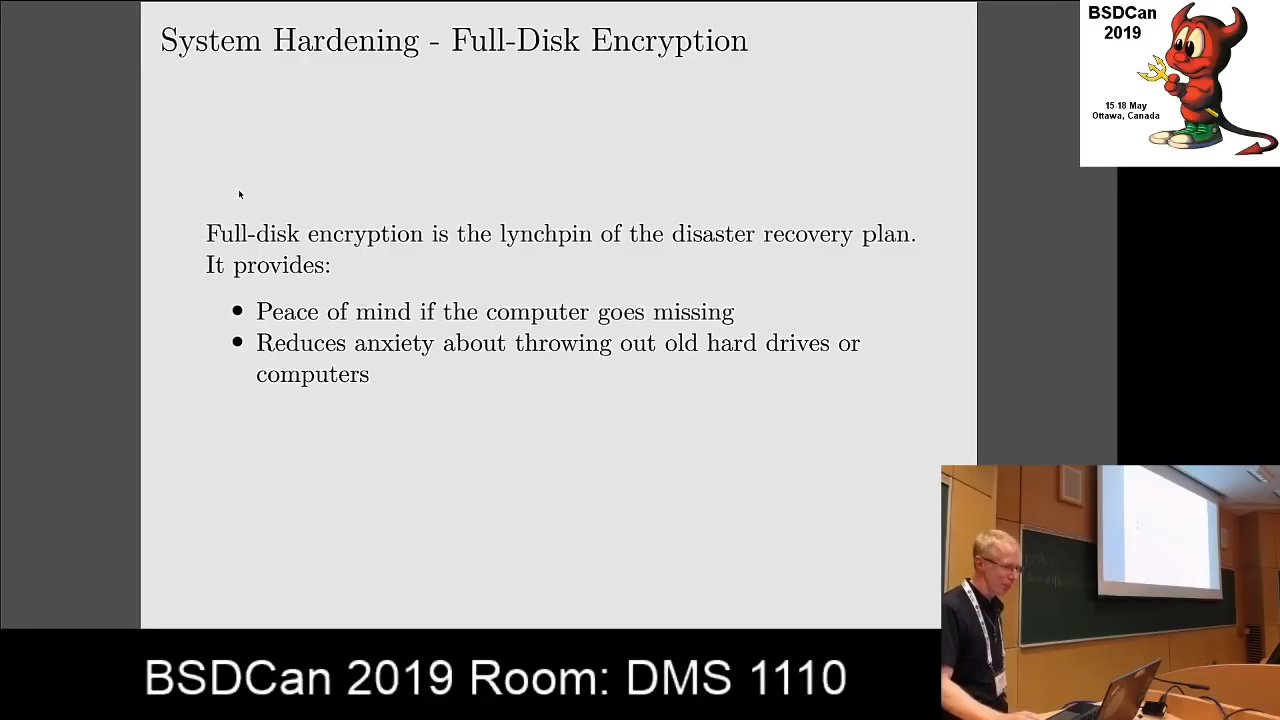 System Hardening - Full-Disk Encryption
BSDCan
2019
15-18 May
Ottawa, Canada
Full-disk encryption is the lynchpin of the disaster recovery plan.
It provides:
• Peace of mind if the computer goes missing
• Reduces anxiety about throwing out old hard drives or
computers
BSDCan 2019 Room: DMS 1110